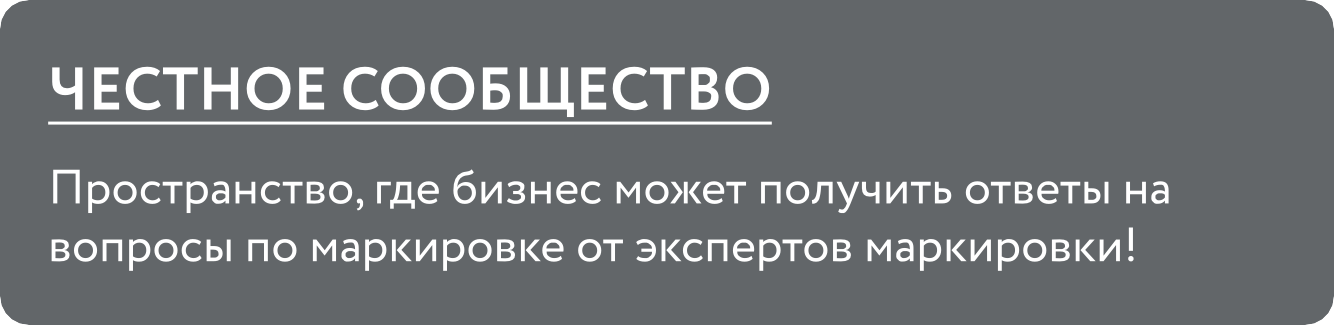 ЧЕСТНОЕ СООБЩЕСТВО
Пространство, где бизнес может получить ответы на
вопросы по маркировке от экспертов маркировки!